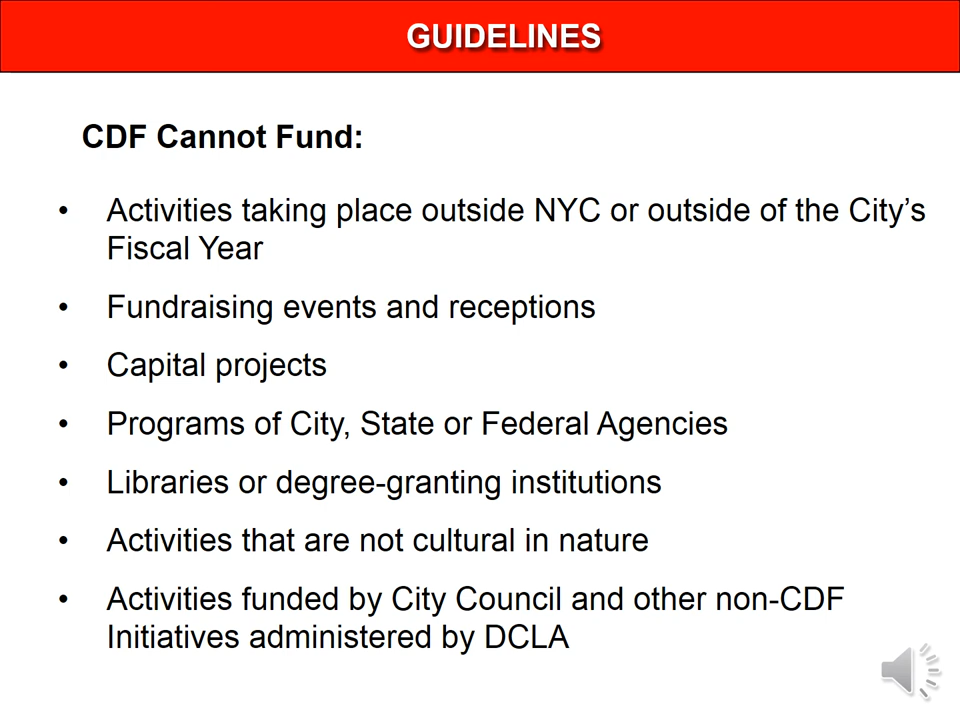 GUIDELINES
CDF Cannot Fund:
• Activities taking place outside NYC or outside of the City’s
Fiscal Year
• Fundraising events and receptions
• Capital projects
• Programs of City, State or Federal Agencies
• Libraries or degree-granting institutions
• Activities that are not cultural in nature
• Activities funded by City Council and other non-CDF
Initiatives administered by DCLA